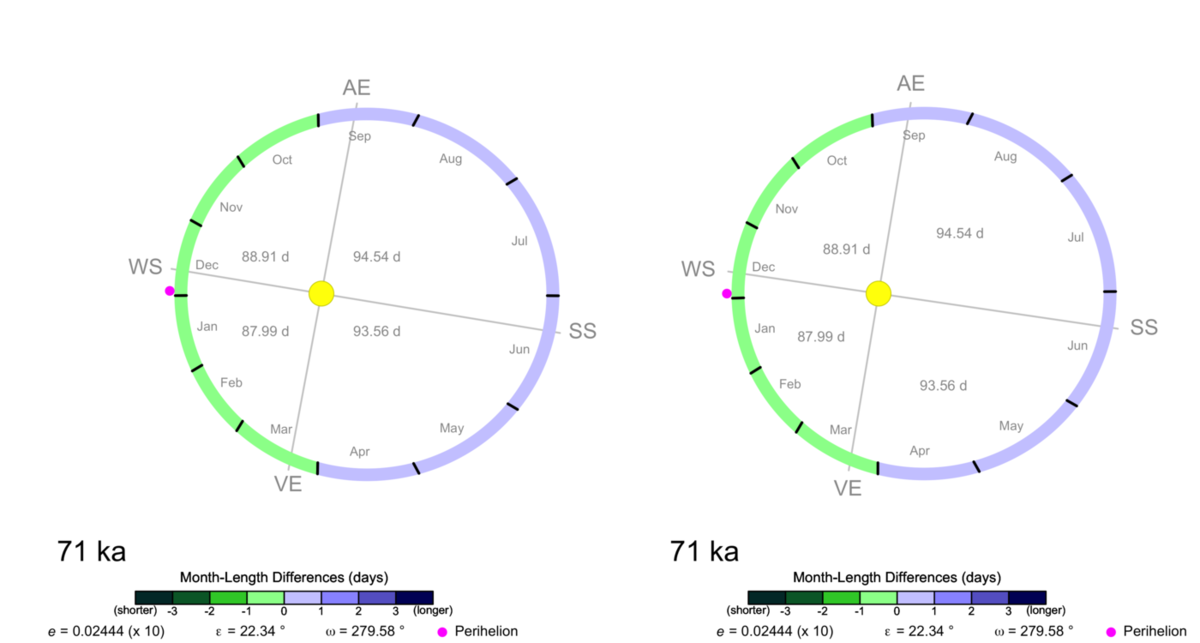 AE
Sep
Oct
Aug
Nov
Jul
88.91 d
94.54 d
WS
Dec
SS
Jan
87.99 d
93.56 d
Jun
Feb
Mar
May
Apr
VE
71 ka
Month-Length Differences (days)
(shorter) -3 -2 -1 0 1 2 3 (longer)
e = 0.02444 (x 10) ε = 22.34 ° ω = 279.58 ° Perihelion
AE
Sep
Oct
Aug
Nov
Jul
94.54 d
88.91 d
WS
Dec
SS
Jan
87.99 d
Jun
Feb
93.56 d
Mar
May
Apr
VE
71 ka
Month-Length Differences (days)
(shorter) -3 -2 -1 0 1 2 3 (longer)
e = 0.02444 (x 10) ε = 22.34 ° ω = 279.58 ° Perihelion